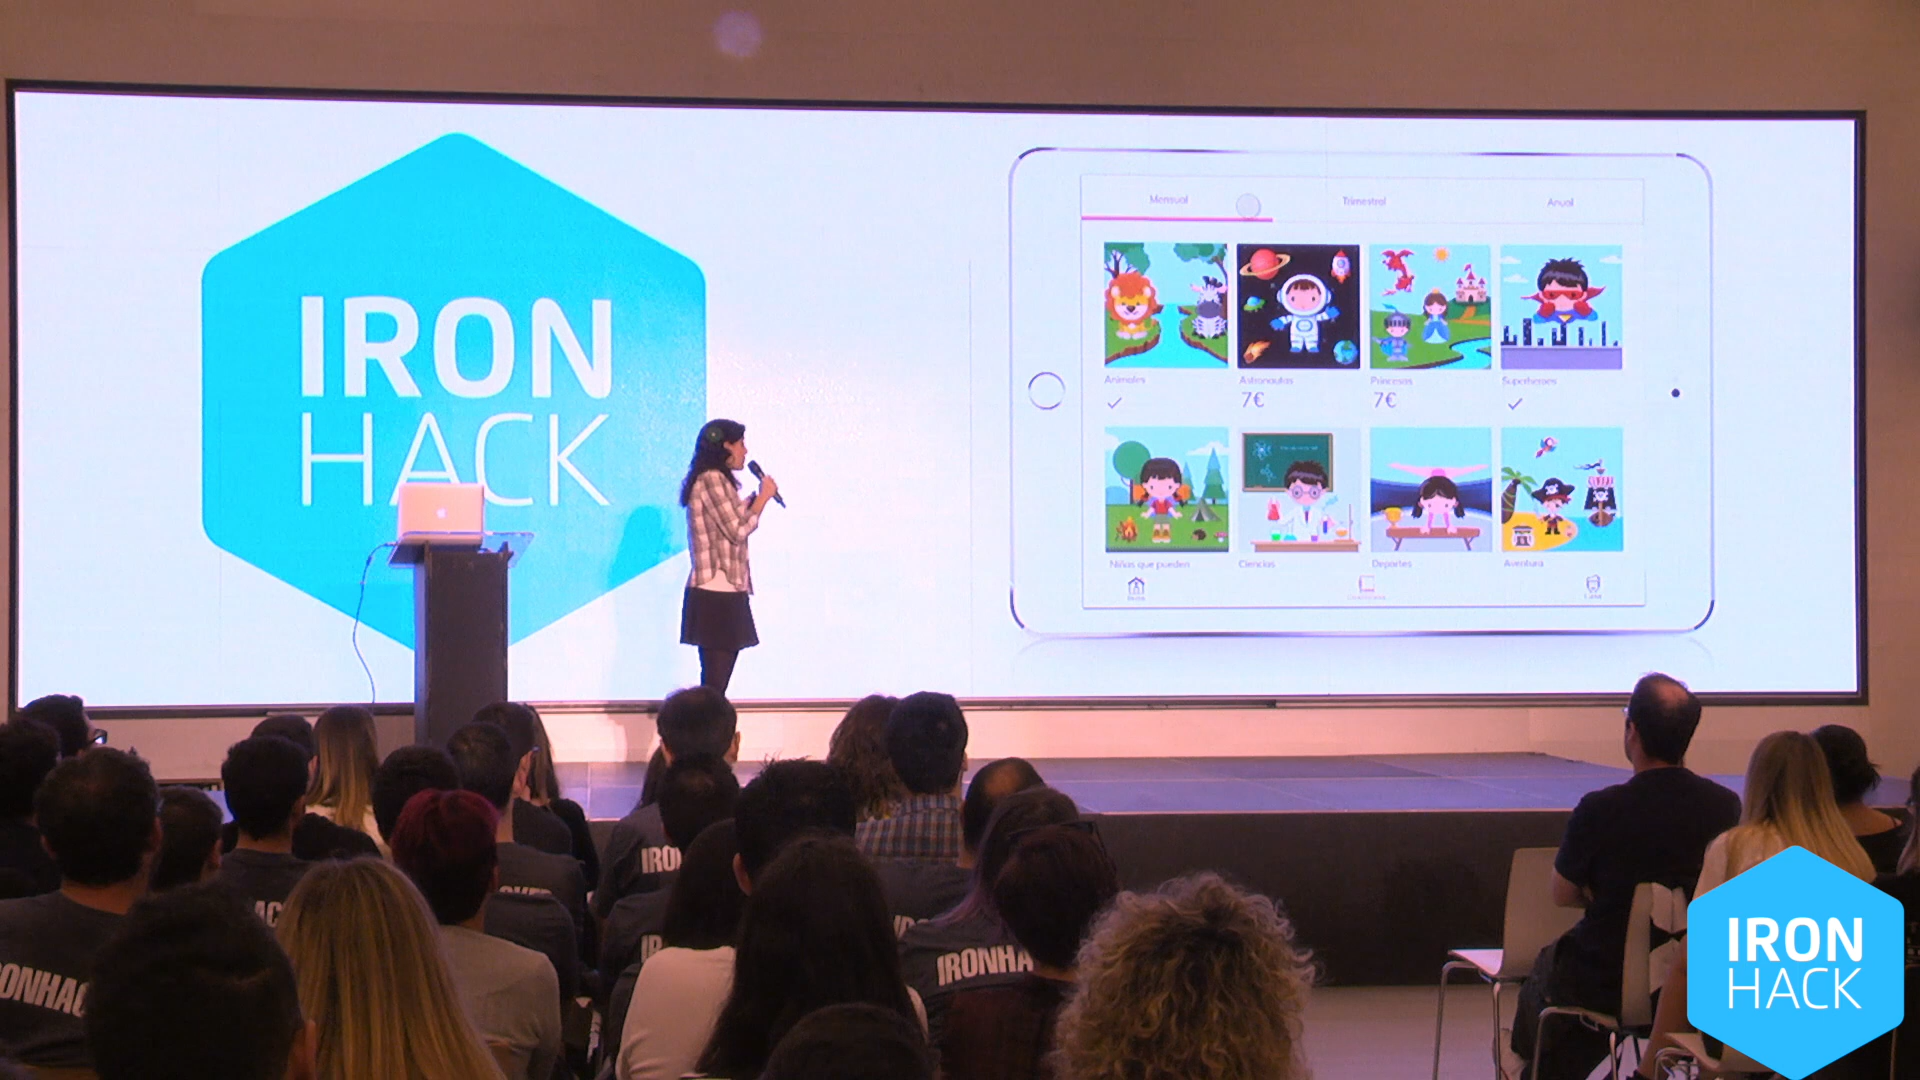 IRON
HACK
Mensual
Trimestral
Anual
Animales
Astronautas
Princesas
Superheroes
7€
7€
Niñas que pueden
Ciencias
Deportes
Aventura
IRO
ONHAC
IRONHA
IRON
HACK